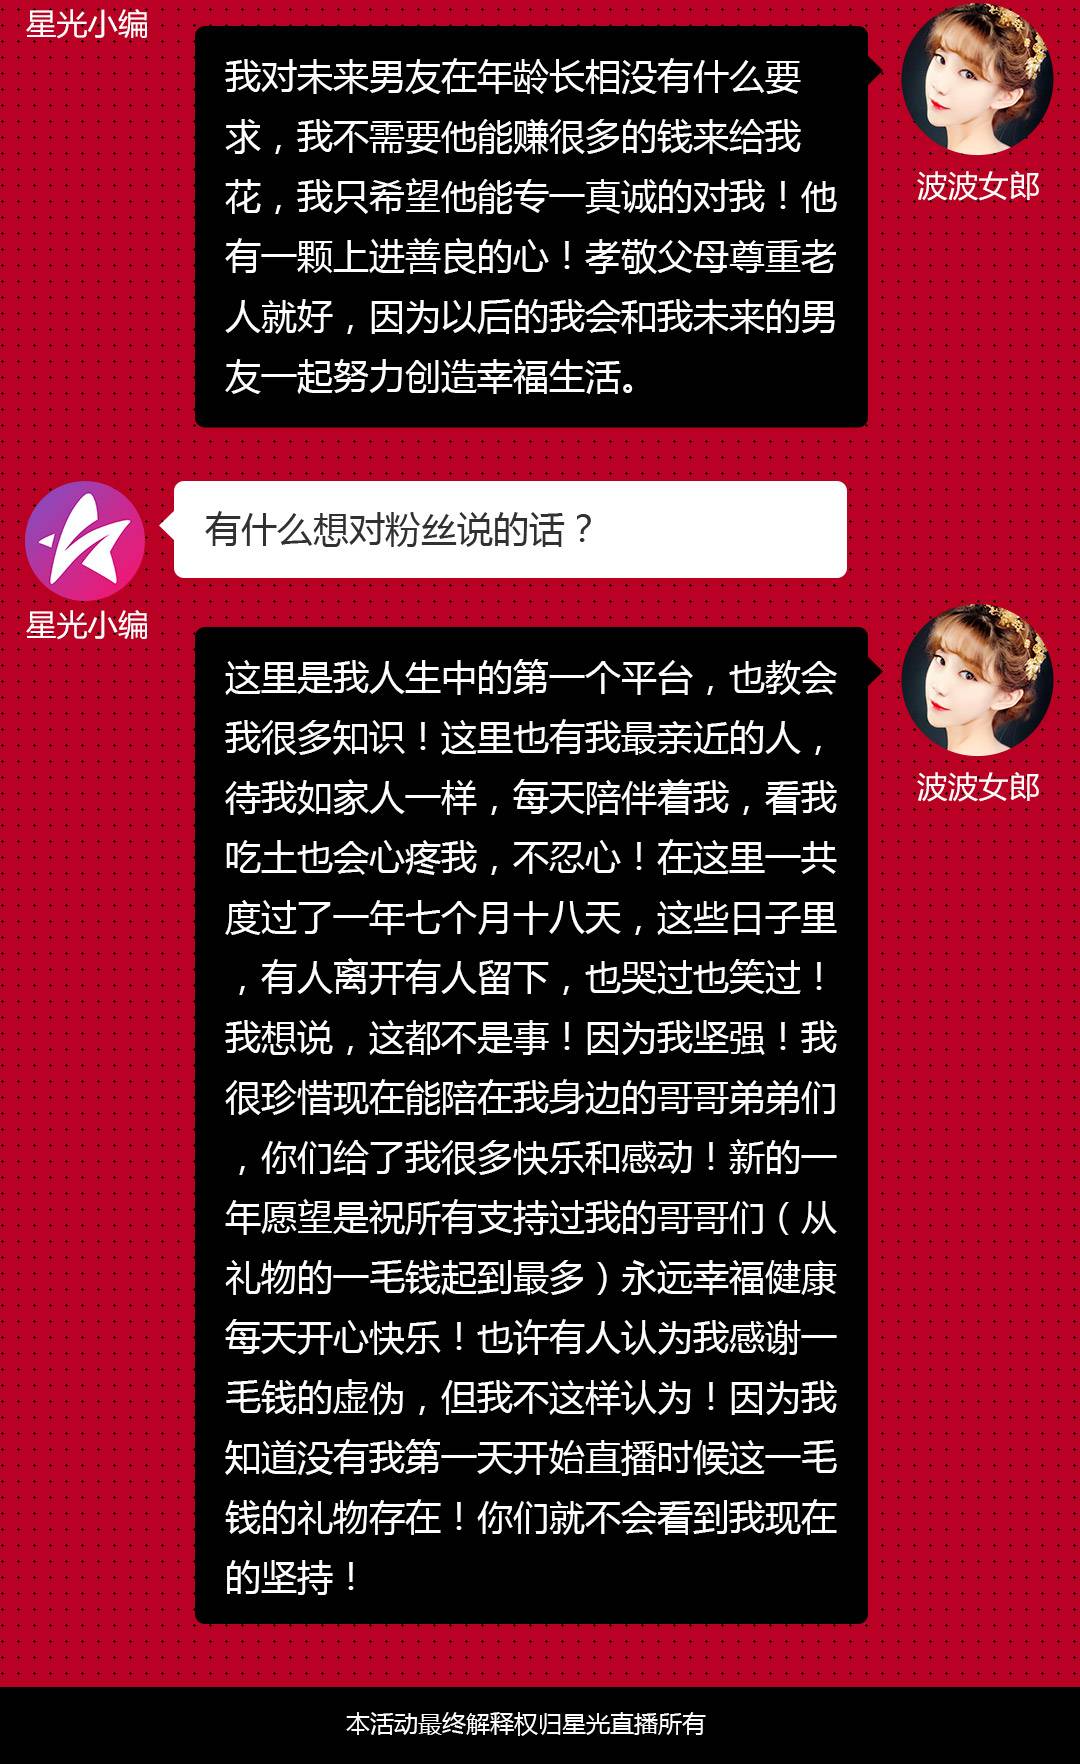 星光小编
我对未来男友在年龄长相没有什么要
求，我不需要他能赚很多的钱来给我
花，我只希望他能专一真诚的对我！他
有一颗上进善良的心！孝敬父母尊重老
人就好，因为以后的我会和我未来的男
友一起努力创造幸福生活。
波波女郎
有什么想对粉丝说的话？
星光小编
这里是我人生中的第一个平台，也教会
我很多知识！这里也有我最亲近的人，
待我如家人一样，每天陪伴着我，看我
吃土也会心疼我，不忍心！在这里一共
度过了一年七个月十八天，这些日子里
，有人离开有人留下，也哭过也笑过！
我想说，这都不是事！因为我坚强！我
很珍惜现在能陪在我身边的哥哥弟弟们
，你们给了我很多快乐和感动！新的一
年愿望是祝所有支持过我的哥哥们（从
礼物的一毛钱起到最多）永远幸福健康
每天开心快乐！也许有人认为我感谢一
毛钱的虚伪，但我不这样认为！因为我
知道没有我第一天开始直播时候这一毛
钱的礼物存在！你们就不会看到我现在
的坚持！
波波女郎
本活动最终解释权归星光直播所有